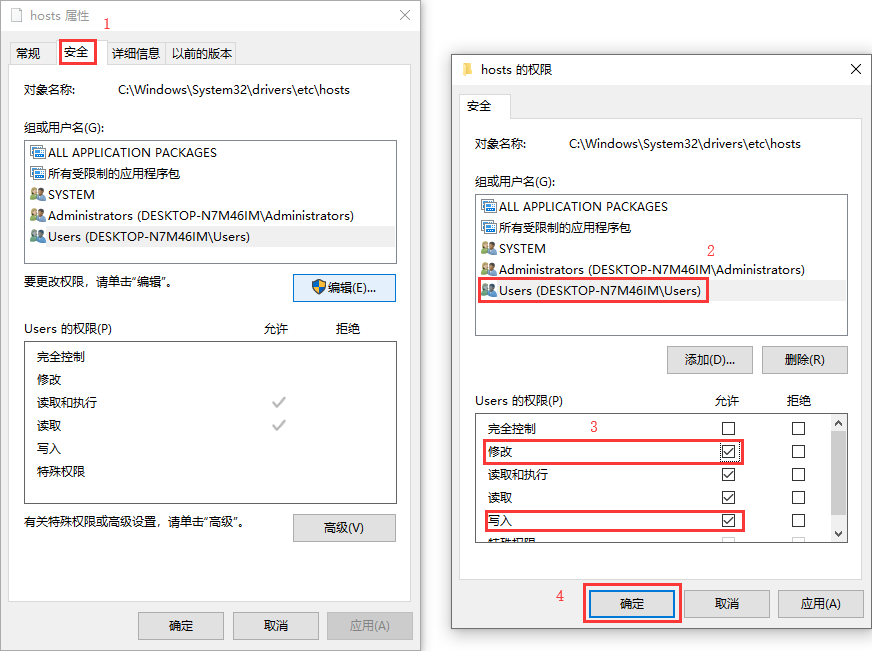 hosts 属性
1
常规
安全
详细信息
以前的版本
对象名称: C:\Windows\System32\drivers\etc\hosts
组或用户名(G):
ALL APPLICATION PACKAGES
所有受限制的应用程序包
SYSTEM
Administrators (DESKTOP-N7M46IM\Administrators)
Users (DESKTOP-N7M46IM\Users)
要更改权限，请单击“编辑”。
编辑(E)...
Users 的权限(P) 允许 拒绝
完全控制
修改
读取和执行
读取
写入
特殊权限
有关特殊权限或高级设置，请单击“高级”。
高级(V)
确定
取消
应用(A)
hosts 的权限
安全
对象名称: C:\Windows\System32\drivers\etc\hosts
组或用户名(G):
ALL APPLICATION PACKAGES
所有受限制的应用程序包
SYSTEM
2
Administrators (DESKTOP-N7M46IM\Administrators)
Users (DESKTOP-N7M46IM\Users)
添加(D)...
删除(R)
Users 的权限(P) 允许 拒绝
完全控制
3
修改
读取和执行
读取
写入
特殊权限
4
确定
取消
应用(A)